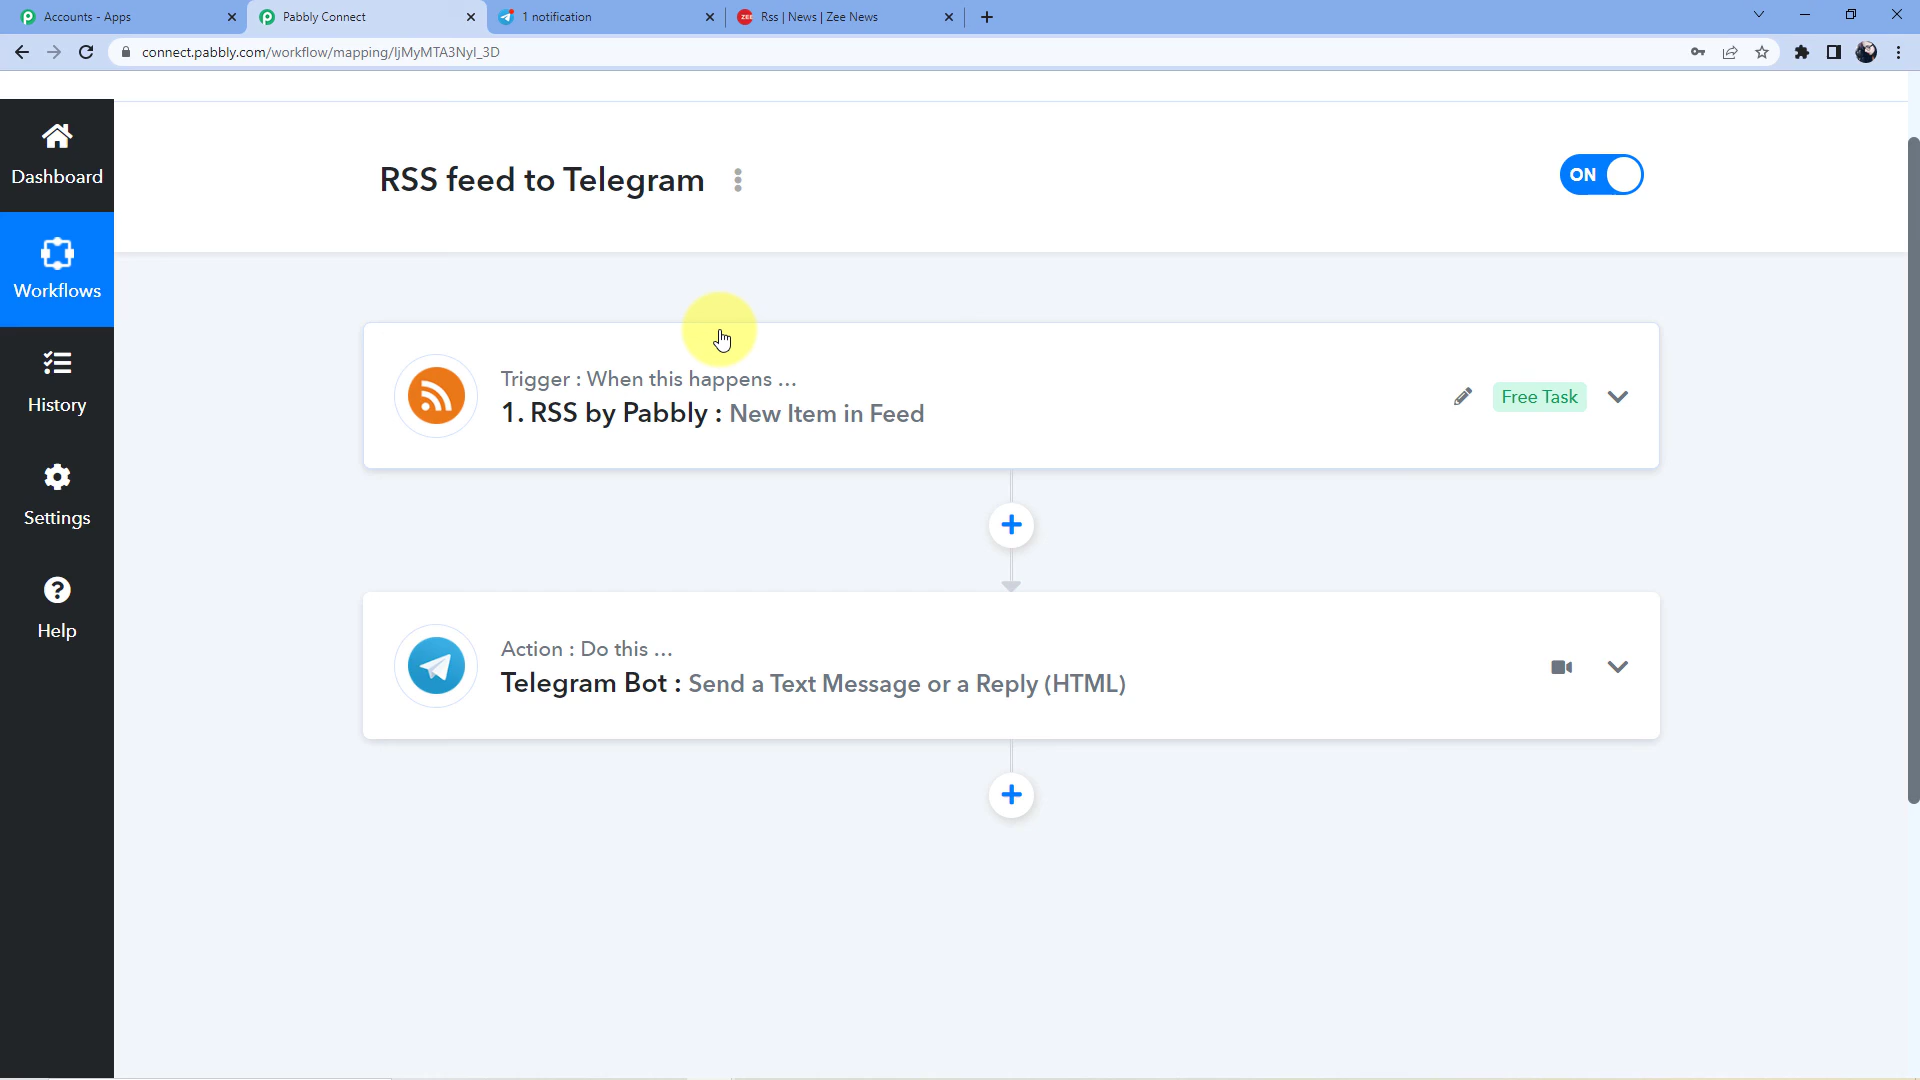 Accounts - Apps
Pabbly Connect
1 notification
Rss | News | Zee News
connect.pabbly.com/workflow/mapping/IjMyMTA3NyI_3D
Dashboard
Workflows
History
Settings
Help
RSS feed to Telegram
ON
Trigger : When this happens ...
1. RSS by Pabbly : New Item in Feed
Free Task
Action : Do this ...
Telegram Bot : Send a Text Message or a Reply (HTML)